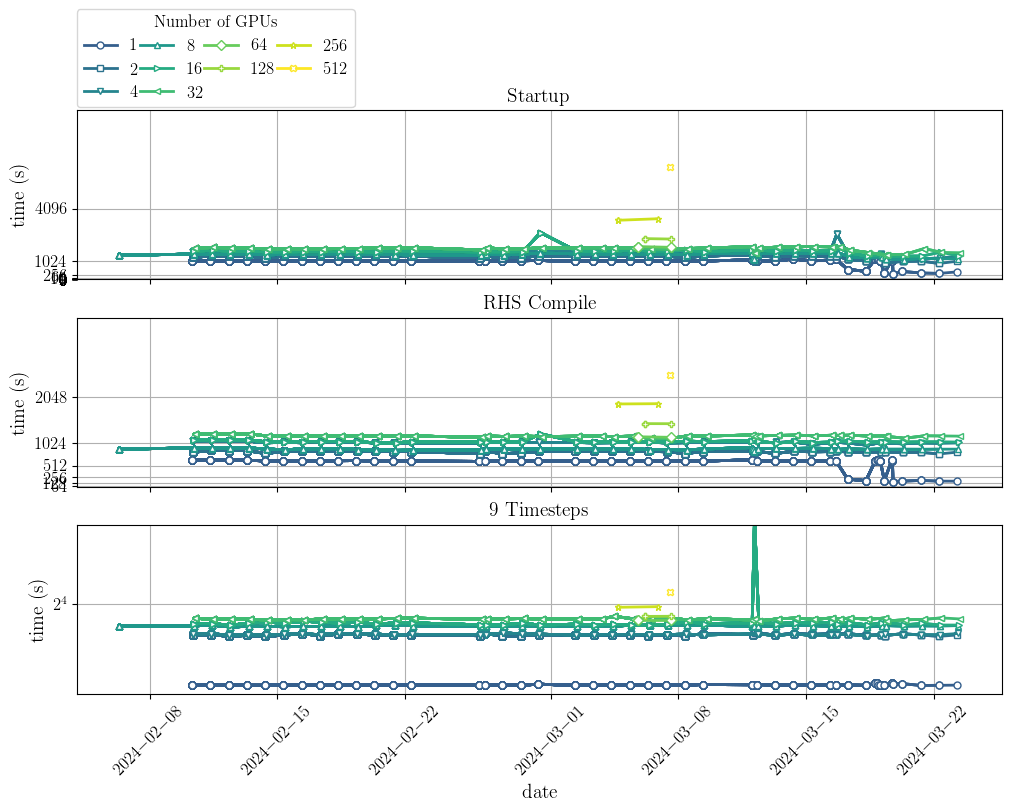 Number of GPUs
1 8 64 256
2 16 128 512
4 32
Startup
time (s)
4096
1024
256
RHS Compile
time (s)
2048
1024
512
256
128
64
9 Timesteps
time (s)
2^4
2024-02-08 2024-02-15 2024-02-22 2024-03-01 2024-03-08 2024-03-15 2024-03-22
date